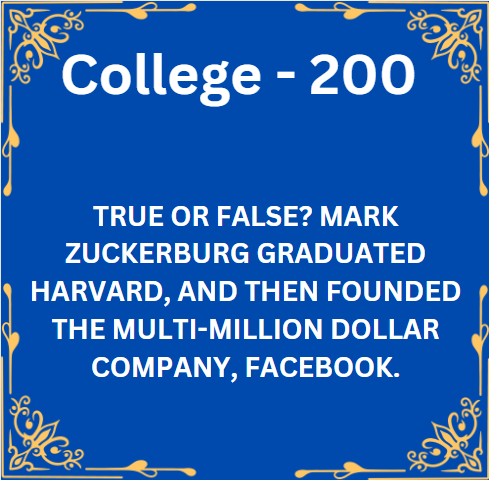 College - 200
TRUE OR FALSE? MARK
ZUCKERBURG GRADUATED
HARVARD, AND THEN FOUNDED
THE MULTI-MILLION DOLLAR
COMPANY, FACEBOOK.